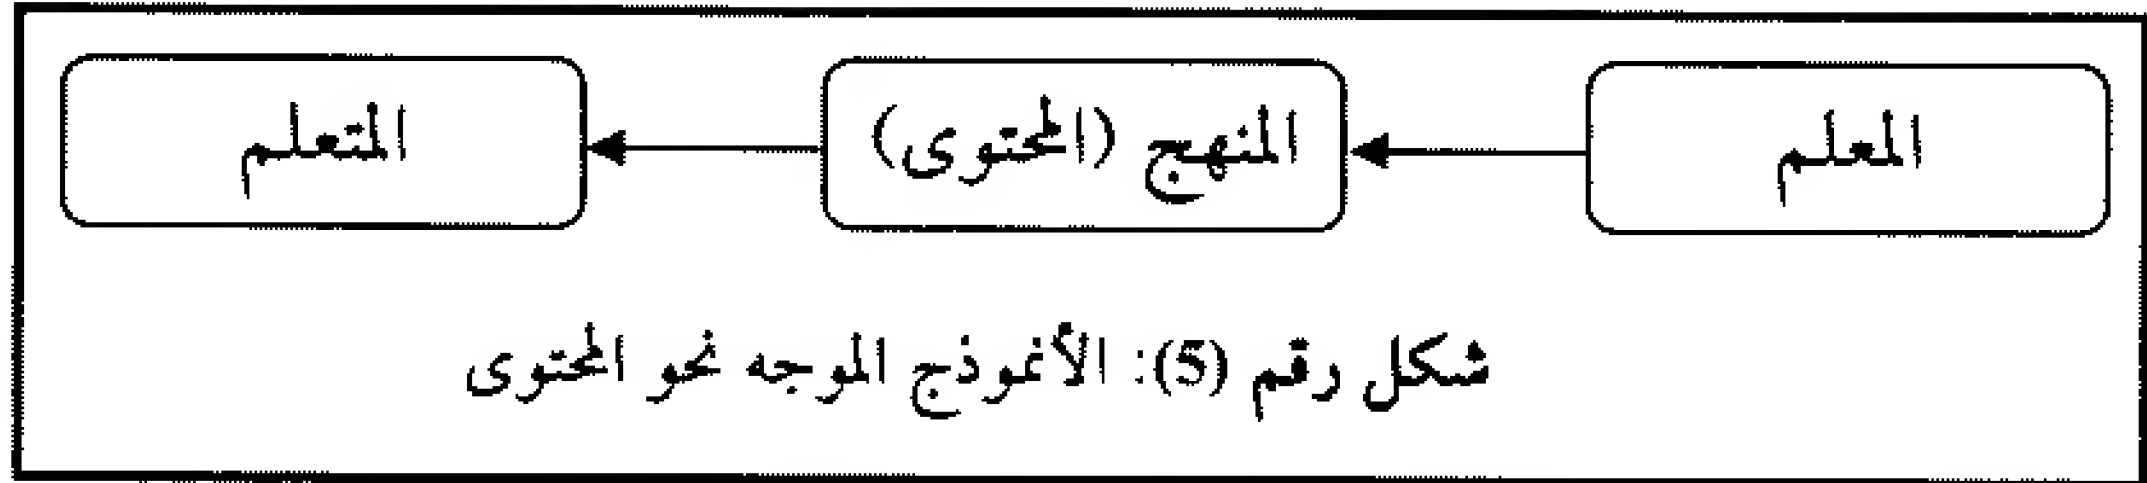 المعلم
المنهج (المحتوى)
المتعلم
شكل رقم (5): الأنموذج الموجه نحو المحتوى